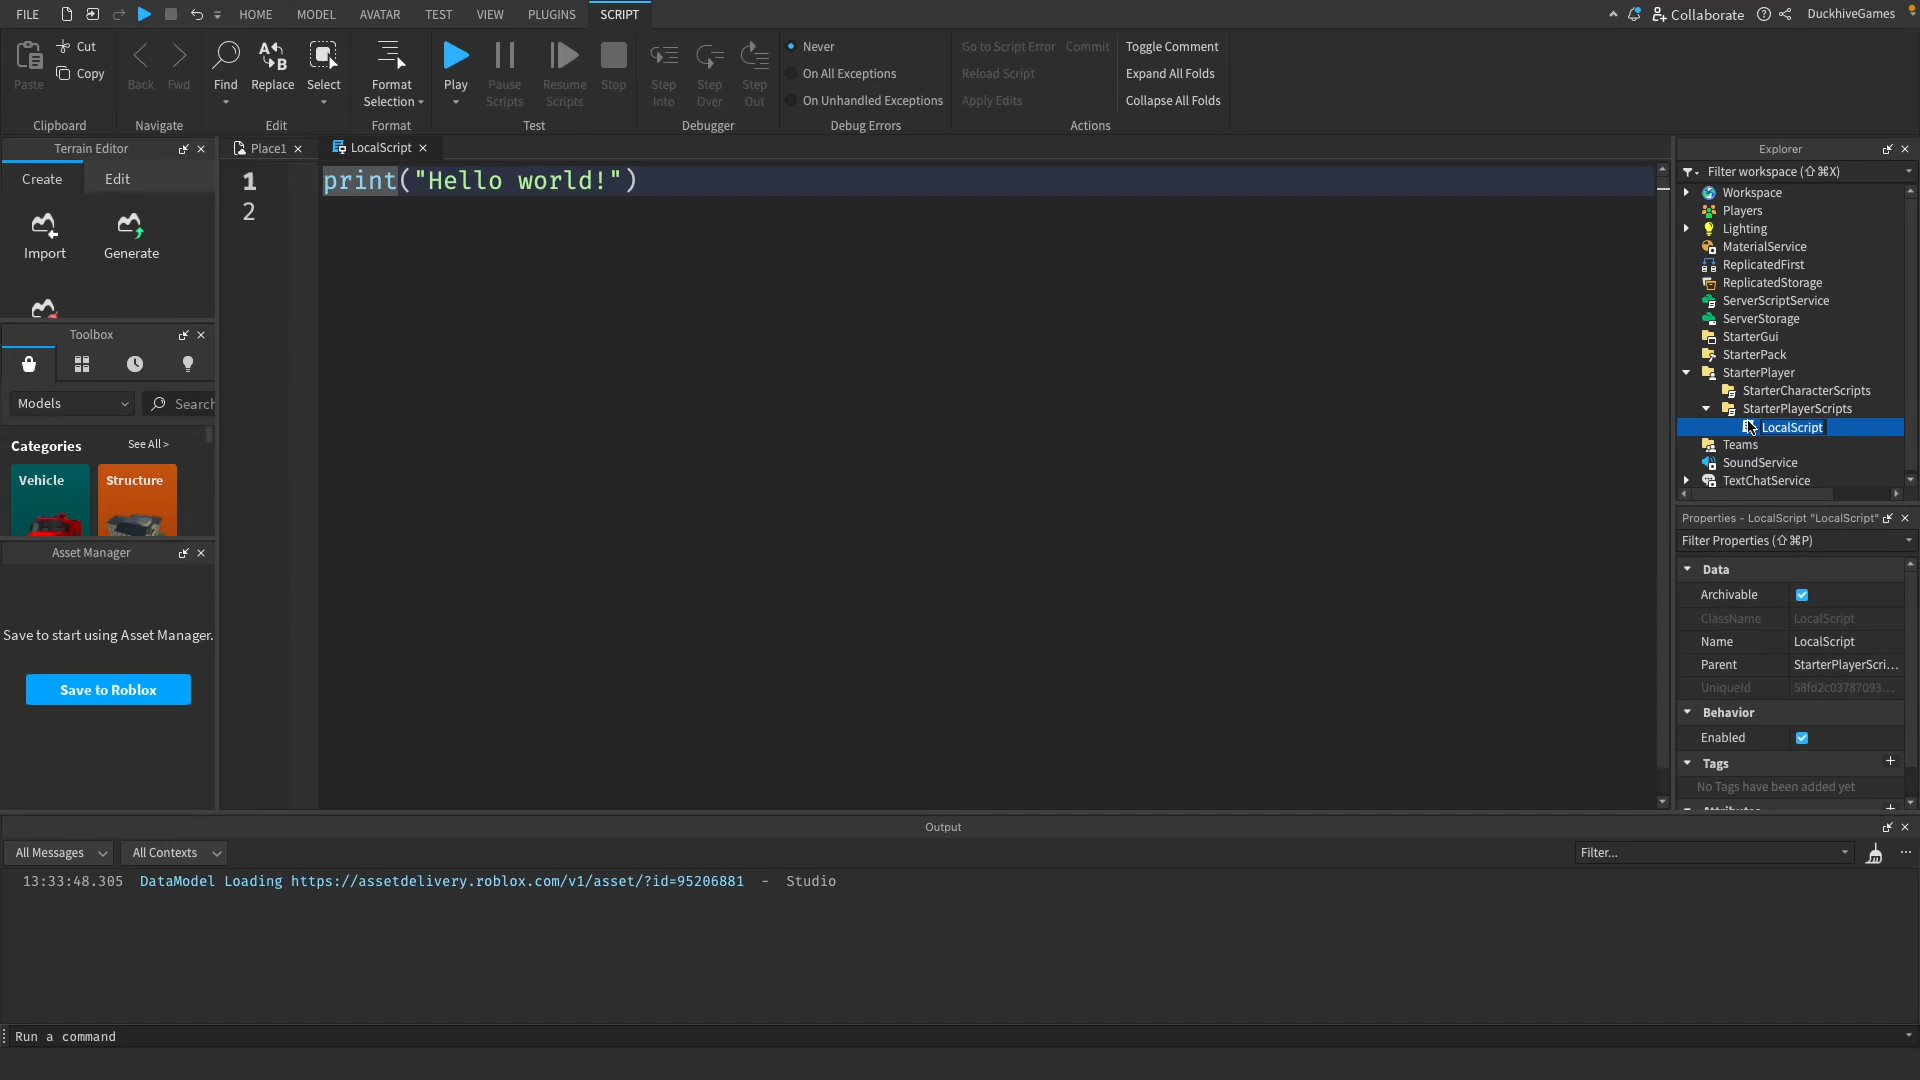 FILE HOME MODEL AVATAR TEST VIEW PLUGINS SCRIPT Collaborate DuckhiveGames
Paste Cut Copy
Clipboard
Back Fwd
Navigate
Find Replace Select
Edit
Format Selection
Format
Play Pause Scripts Resume Scripts Stop
Test
Step Into Step Over Step Out
Debugger
Never
On All Exceptions
On Unhandled Exceptions
Debug Errors
Go to Script Error Commit Toggle Comment
Reload Script Expand All Folds
Apply Edits Collapse All Folds
Actions
Terrain Editor
Create Edit
Import Generate
Toolbox
Models Search
Categories See All >
Vehicle Structure
Asset Manager
Save to start using Asset Manager.
Save to Roblox
Place1 LocalScript
1 print("Hello world!")
2
Explorer
Filter workspace (⇧⌘X)
Workspace
Players
Lighting
MaterialService
ReplicatedFirst
ReplicatedStorage
ServerScriptService
ServerStorage
StarterGui
StarterPack
StarterPlayer
StarterCharacterScripts
StarterPlayerScripts
LocalScript
Teams
SoundService
TextChatService
Properties - LocalScript "LocalScript"
Filter Properties (⇧⌘P)
Data
Archivable
ClassName LocalScript
Name LocalScript
Parent StarterPlayerScri...
UniqueId 58fd2c03787093...
Behavior
Enabled
Tags +
No Tags have been added yet
Output
All Messages All Contexts Filter...
13:33:48.305 DataModel Loading https://assetdelivery.roblox.com/v1/asset/?id=95206881 - Studio
Run a command